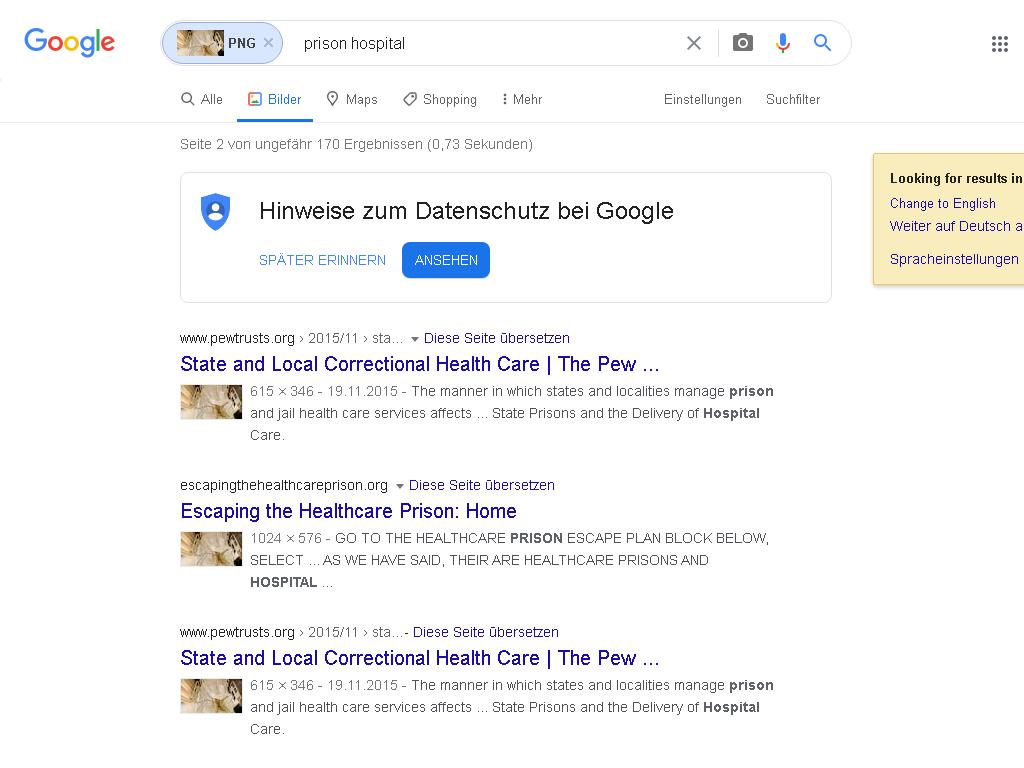 Google
PNG × prison hospital
Alle Bilder Maps Shopping Mehr Einstellungen Suchfilter
Seite 2 von ungefähr 170 Ergebnissen (0,73 Sekunden)
Hinweise zum Datenschutz bei Google
SPÄTER ERINNERN ANSEHEN
Looking for results in
Change to English
Weiter auf Deutsch a
Spracheinstellungen
www.pewtrusts.org › 2015/11 › sta... Diese Seite übersetzen
State and Local Correctional Health Care | The Pew ...
615 × 346 - 19.11.2015 - The manner in which states and localities manage prison
and jail health care services affects ... State Prisons and the Delivery of Hospital
Care.
escapingthehealthcareprison.org Diese Seite übersetzen
Escaping the Healthcare Prison: Home
1024 × 576 - GO TO THE HEALTHCARE PRISON ESCAPE PLAN BLOCK BELOW,
SELECT ... AS WE HAVE SAID, THEIR ARE HEALTHCARE PRISONS AND
HOSPITAL ...
www.pewtrusts.org › 2015/11 › sta...- Diese Seite übersetzen
State and Local Correctional Health Care | The Pew ...
615 × 346 - 19.11.2015 - The manner in which states and localities manage prison
and jail health care services affects ... State Prisons and the Delivery of Hospital
Care.